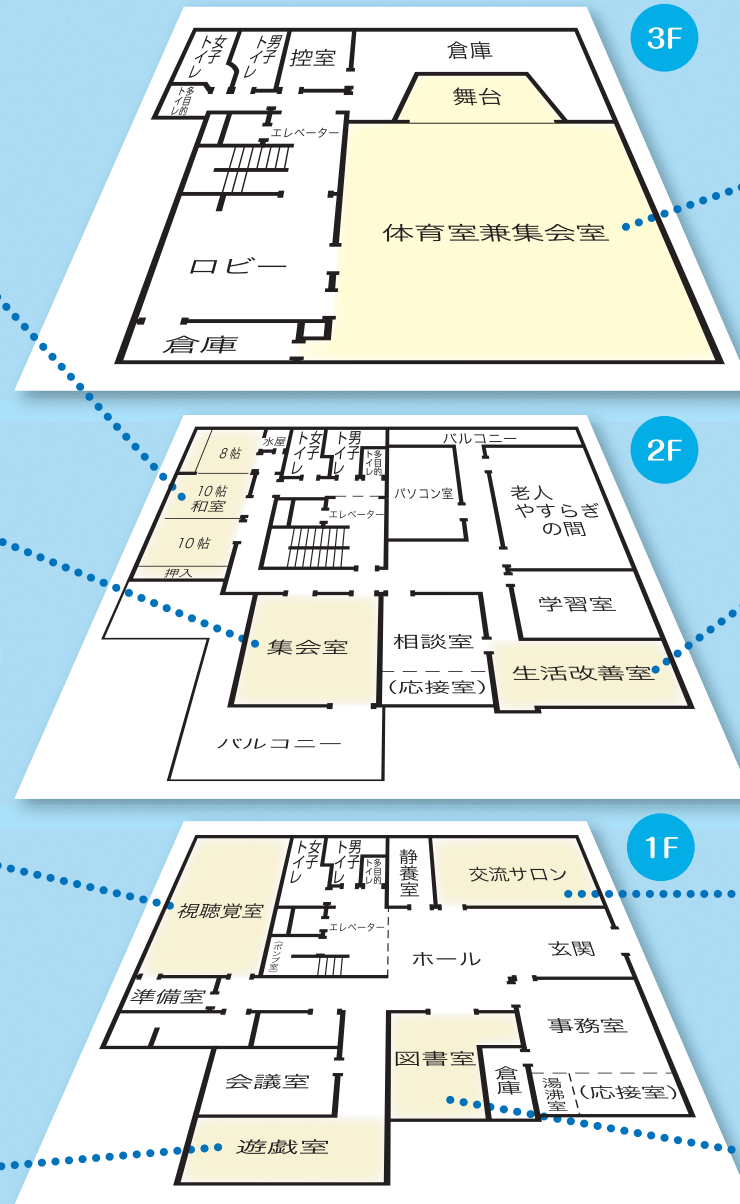 3F
女子
トイレ
男子
トイレ
控室
倉庫
舞台
多目的
トイレ
エレベーター
体育室兼集会室
ロビー
倉庫
2F
8帖
水屋
女子
トイレ
男子
トイレ
多目的
トイレ
バルコニー
10帖
和室
パソコン室
老人
やすらぎ
の間
エレベーター
10帖
押入
学習室
集会室
相談室
(応接室)
生活改善室
バルコニー
1F
女子
トイレ
男子
トイレ
多目的
トイレ
静養室
交流サロン
視聴覚室
エレベーター
(ポンプ室)
ホール
玄関
準備室
事務室
図書室
会議室
倉庫
湯沸室
(応接室)
遊戯室